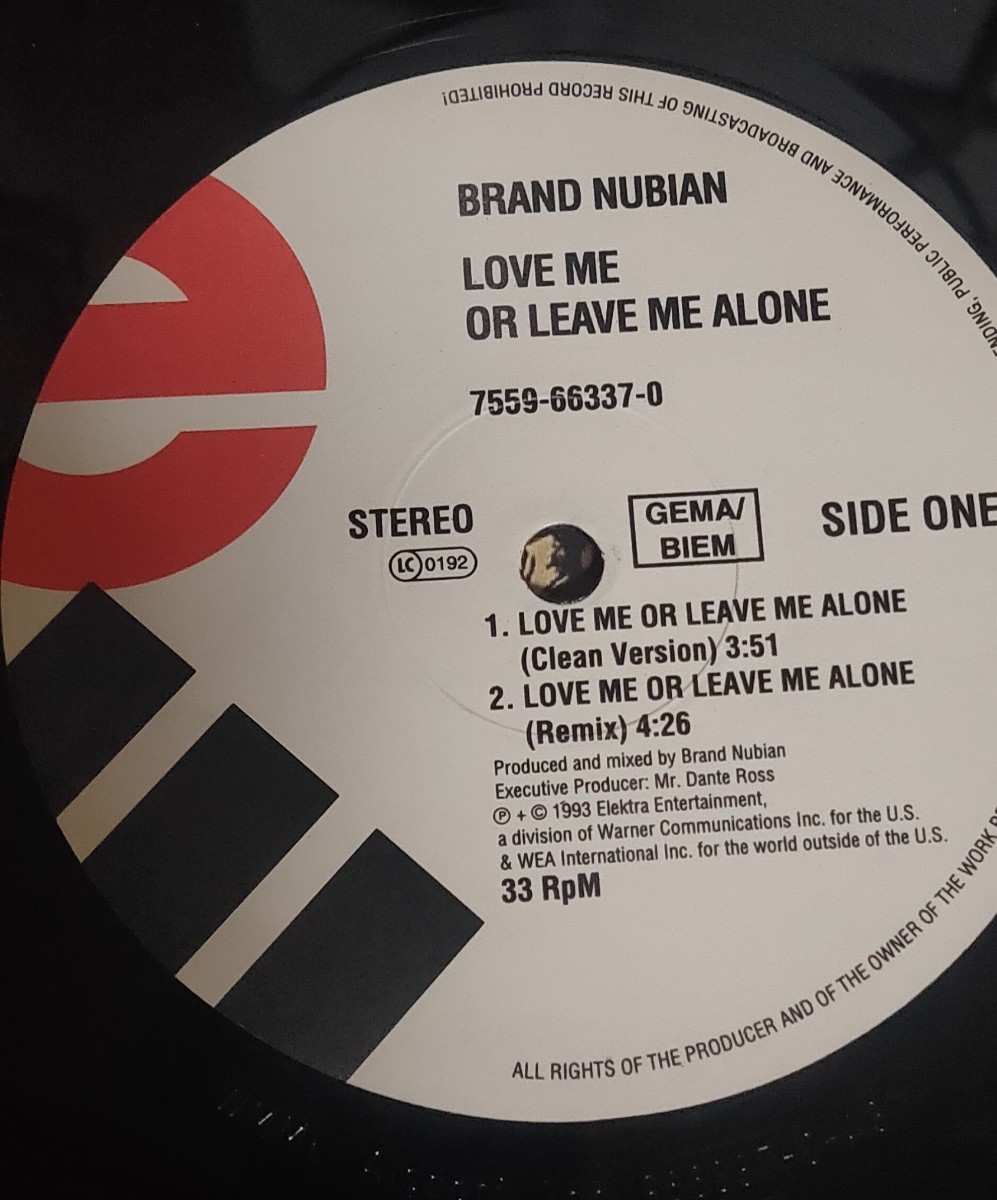 BRAND NUBIAN
LOVE ME
OR LEAVE ME ALONE
7559-66337-0
STEREO
LC 0192
GEMA/
BIEM
SIDE ONE
1. LOVE ME OR LEAVE ME ALONE
(Clean Version) 3:51
2. LOVE ME OR LEAVE ME ALONE
(Remix) 4:26
Produced and mixed by Brand Nubian
Executive Producer: Mr. Dante Ross
℗ + © 1993 Elektra Entertainment,
a division of Warner Communications Inc. for the U.S.
& WEA International Inc. for the world outside of the U.S.
33 RpM
ALL RIGHTS OF THE PRODUCER AND OF THE OWNER OF THE WORK
PUBLIC PERFORMANCE AND BROADCASTING OF THIS RECORD PROHIBITED!